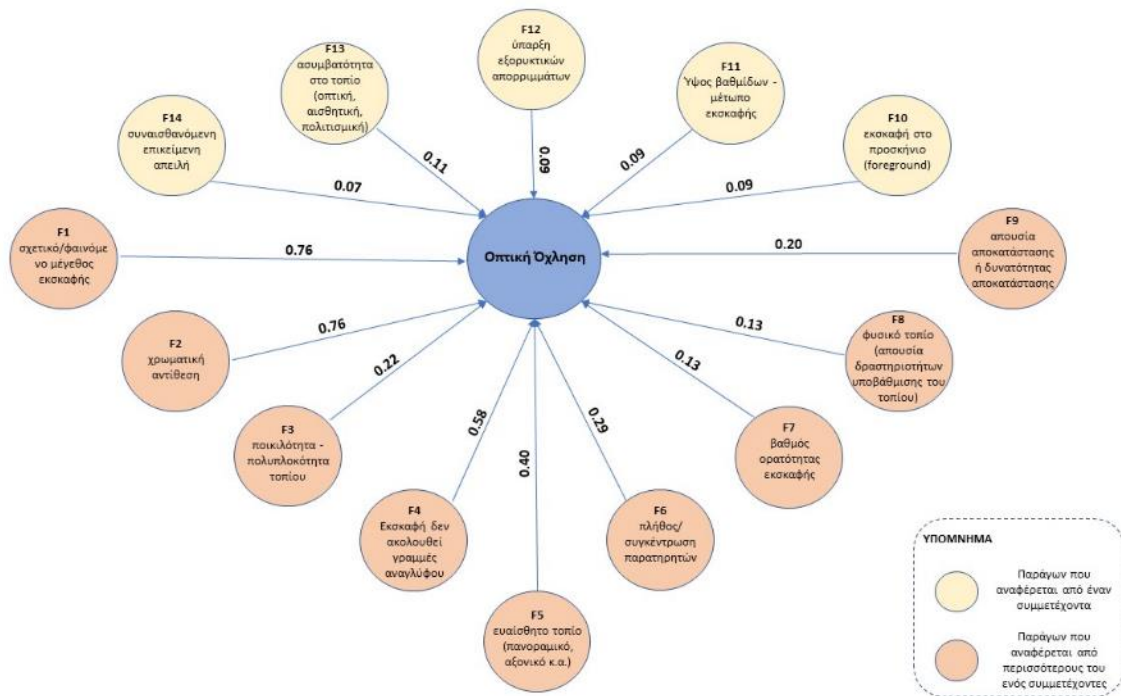 F12
ύπαρξη
εξορυκτικών
απορριμμάτων
F13
ασυμβατότητα
στο τοπίο
(οπτική,
αισθητική,
πολιτισμική)
F11
Ύψος βαθμίδων -
μέτωπο
εκσκαφής
F14
συναισθανόμενη
επικείμενη
απειλή
F10
εκσκαφή στο
προσκήνιο
(foreground)
0.11
0.09
0.09
0.07
0.09
F1
σχετικό/φαινόμε
νο μέγεθος
εκσκαφής
0.76
Οπτική Όχληση
0.20
F9
απουσία
αποκατάστασης
ή δυνατότητας
αποκατάστασης
F2
χρωματική
αντίθεση
0.76
0.13
F8
φυσικό τοπίο
(απουσία
δραστηριοτήτων
υποβάθμισης του
τοπίου)
F3
ποικιλότητα -
πολυπλοκότητα
τοπίου
0.22
0.13
F7
βαθμός
ορατότητας
εκσκαφής
F4
Εκσκαφή δεν
ακολουθεί
γραμμές
αναγλύφου
0.58
0.40
0.29
F6
πλήθος/
συγκέντρωση
παρατηρητών
F5
ευαίσθητο τοπίο
(πανοραμικό,
αξονικό κ.α.)
ΥΠΟΜΝΗΜΑ
Παράγων που
αναφέρεται από έναν
συμμετέχοντα
Παράγων που
αναφέρεται από
περισσότερους του
ενός συμμετέχοντες